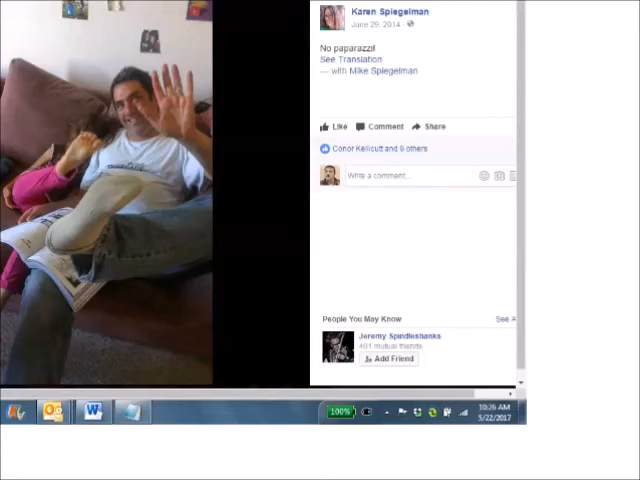 Karen Spiegelman
June 29, 2014
No paparazzi!
See Translation
— with Mike Spiegelman
Like Comment Share
Conor Kellicutt and 9 others
Write a comment...
People You May Know
See A
Jeremy Spindleshanks
401 mutual friends
Add Friend
100%
10:26 AM
5/22/2017